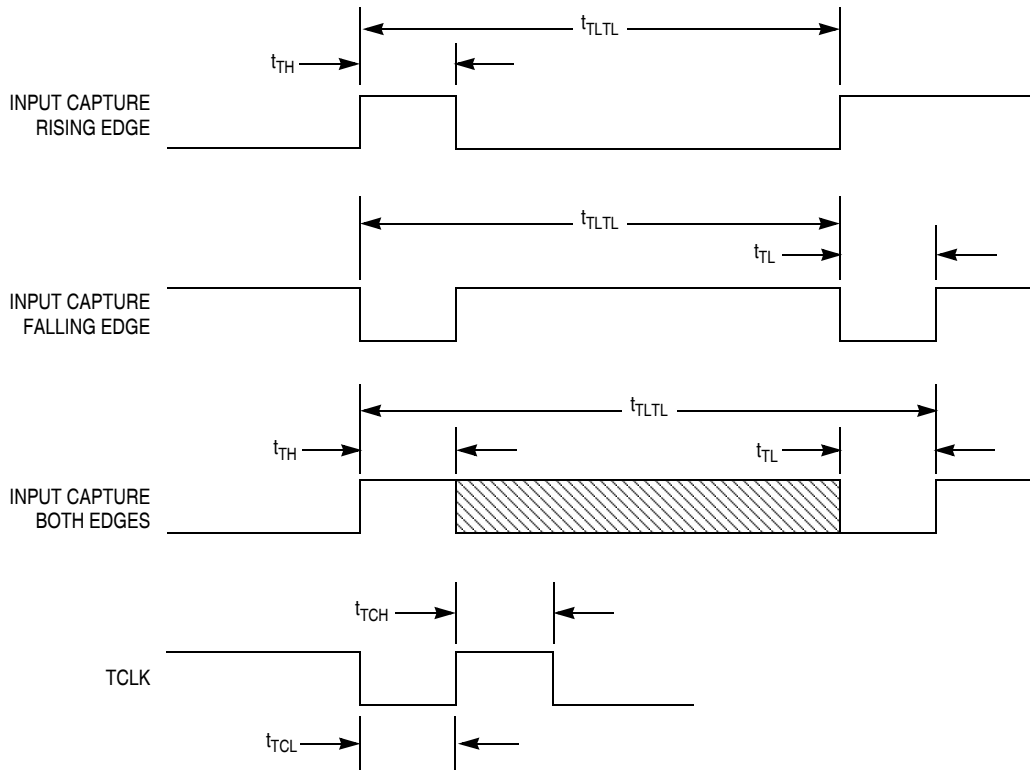 tTLTL
tTH
INPUT CAPTURE
RISING EDGE
tTLTL
tTL
INPUT CAPTURE
FALLING EDGE
tTLTL
tTH
tTL
INPUT CAPTURE
BOTH EDGES
tTCH
TCLK
tTCL